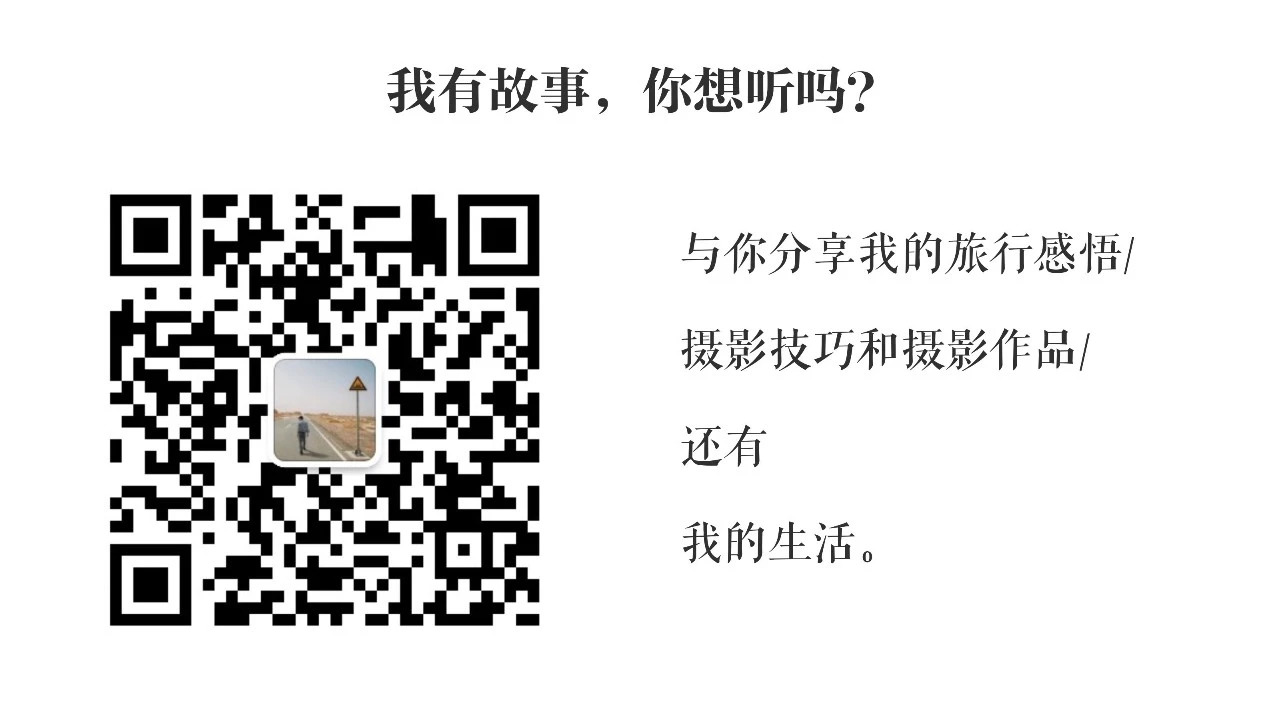 我有故事，你想听吗？
与你分享我的旅行感悟/
摄影技巧和摄影作品/
还有
我的生活。